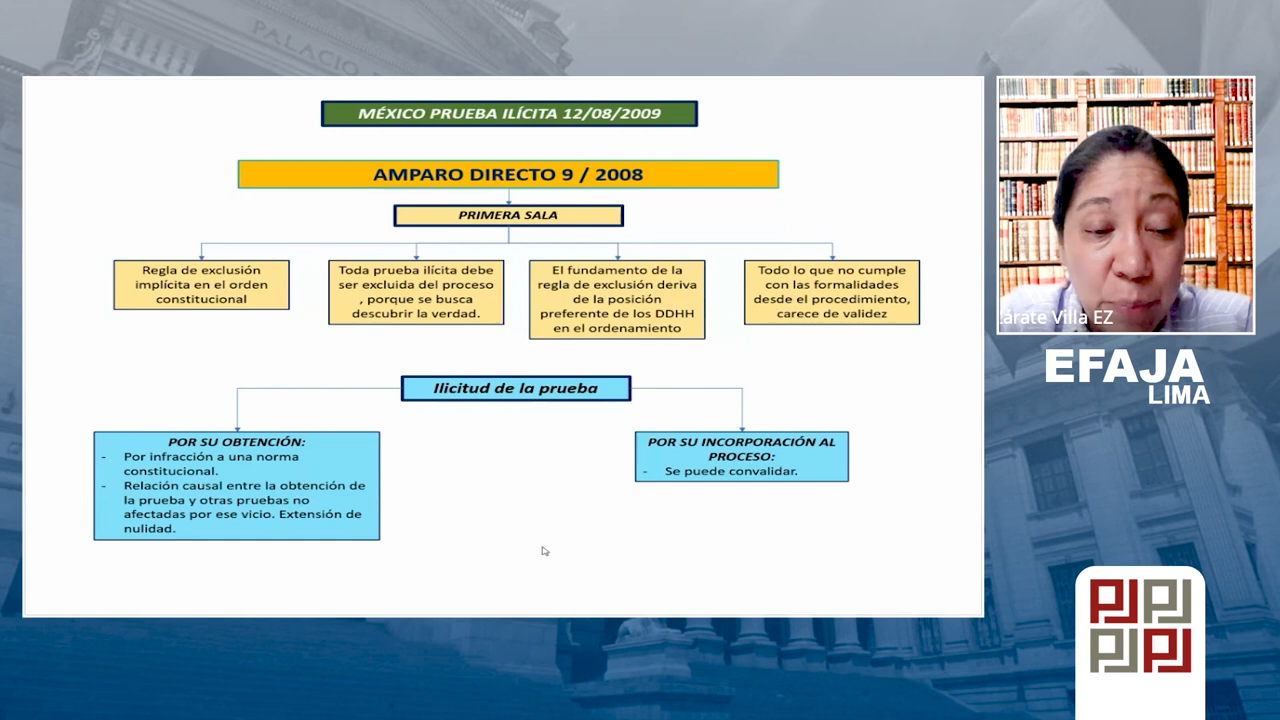 PALACIO
MÉXICO PRUEBA ILÍCITA 12/08/2009
AMPARO DIRECTO 9 / 2008
PRIMERA SALA
Regla de exclusión
implícita en el orden
constitucional
Toda prueba ilícita debe
ser excluida del proceso
, porque se busca
descubrir la verdad.
El fundamento de la
regla de exclusión deriva
de la posición
preferente de los DDHH
en el ordenamiento
Todo lo que no cumple
con las formalidades
desde el procedimiento,
carece de validez
Ilicitud de la prueba
POR SU OBTENCIÓN:
- Por infracción a una norma
constitucional.
- Relación causal entre la obtención de
la prueba y otras pruebas no
afectadas por ese vicio. Extensión de
nulidad.
POR SU INCORPORACIÓN AL
PROCESO:
- Se puede convalidar.
árate Villa EZ
EFAJA
LIMA
PJ PJ
PJ PJ